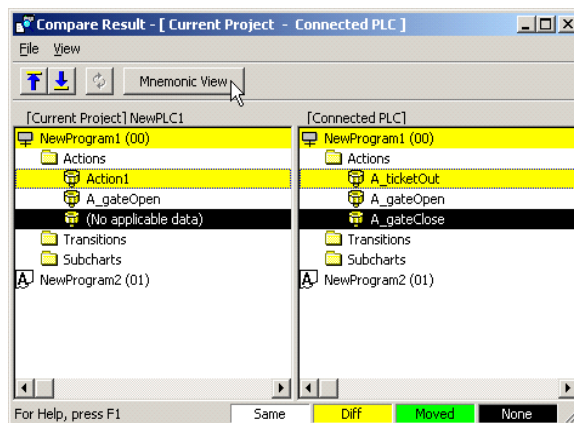 Compare Result - [ Current Project - Connected PLC ]
File View
Mnemonic View
[Current Project] NewPLC1 [Connected PLC]
NewProgram1 (00) NewProgram1 (00)
Actions Actions
Action1 A_ticketOut
A_gateOpen A_gateOpen
(No applicable data) A_gateClose
Transitions Transitions
Subcharts Subcharts
A NewProgram2 (01) A NewProgram2 (01)
For Help, press F1 Same Diff Moved None